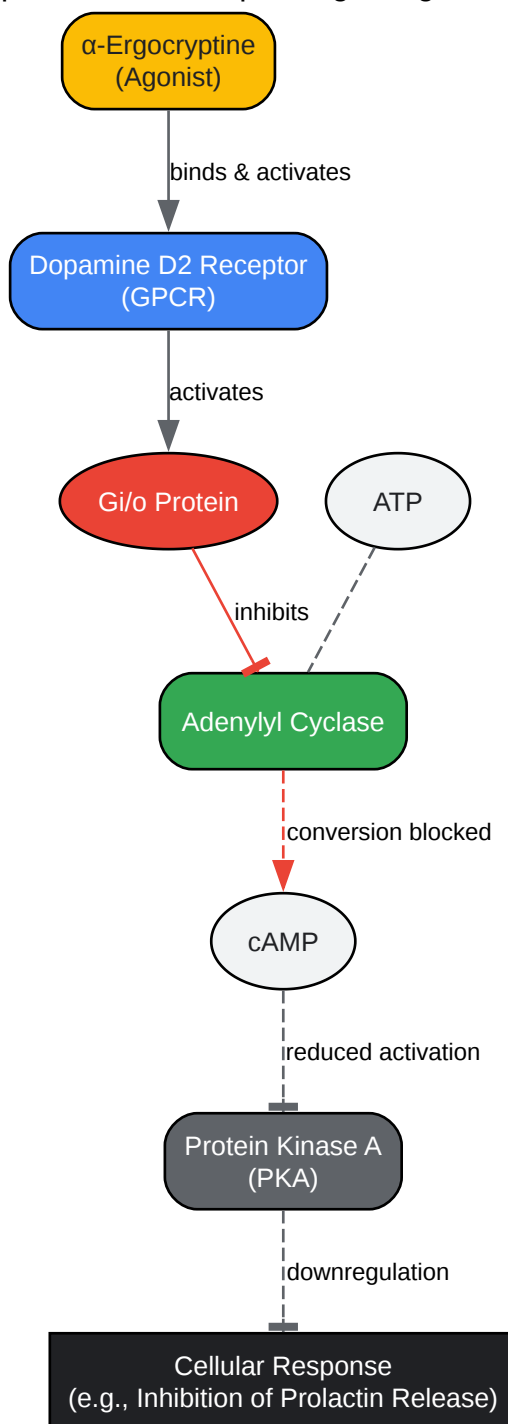 α-Ergocryptine
(Agonist)
binds & activates
Dopamine D2 Receptor
(GPCR)
activates
Gi/o Protein
ATP
inhibits
Adenylyl Cyclase
conversion blocked
cAMP
reduced activation
Protein Kinase A
(PKA)
downregulation
Cellular Response
(e.g., Inhibition of Prolactin Release)